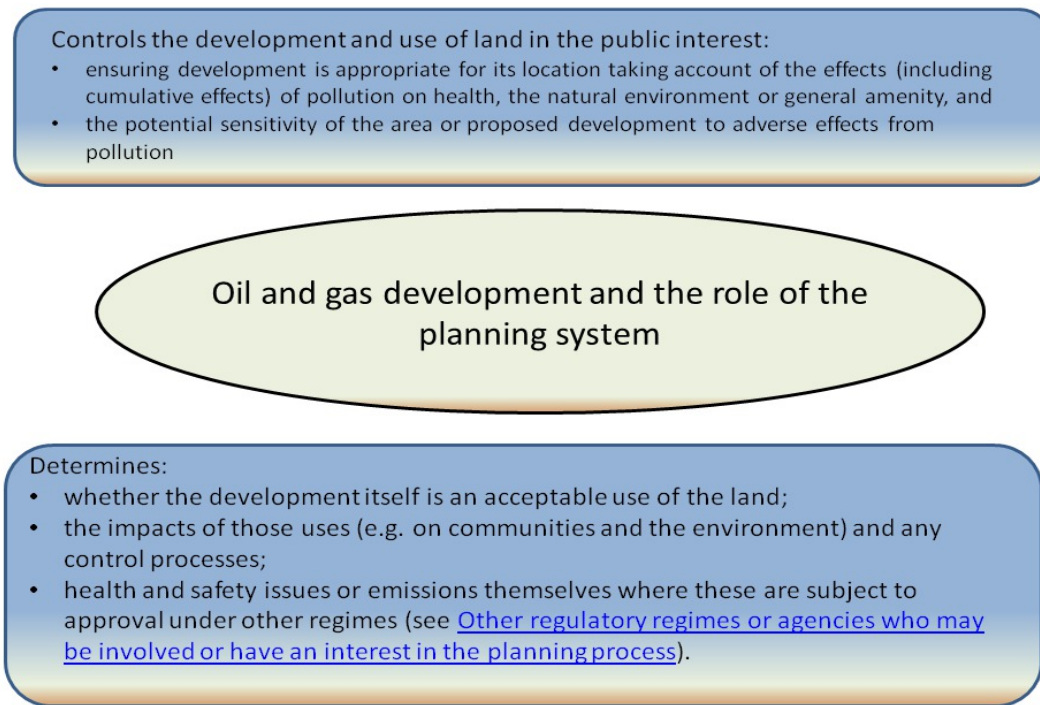 Controls the development and use of land in the public interest:
• ensuring development is appropriate for its location taking account of the effects (including
cumulative effects) of pollution on health, the natural environment or general amenity, and
• the potential sensitivity of the area or proposed development to adverse effects from
pollution
Oil and gas development and the role of the
planning system
Determines:
• whether the development itself is an acceptable use of the land;
• the impacts of those uses (e.g. on communities and the environment) and any
control processes;
• health and safety issues or emissions themselves where these are subject to
approval under other regimes (see Other regulatory regimes or agencies who may
be involved or have an interest in the planning process).